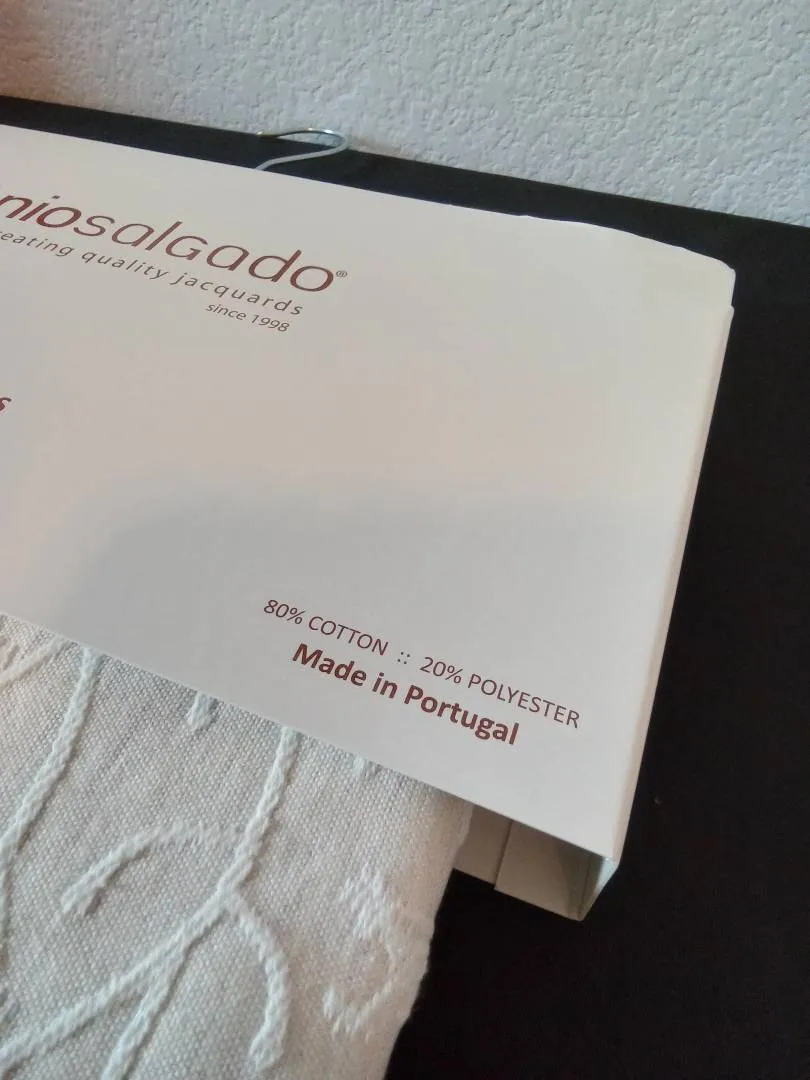 niosalgado®
eating quality jacquards
since 1998
s
80% COTTON :: 20% POLYESTER
Made in Portugal